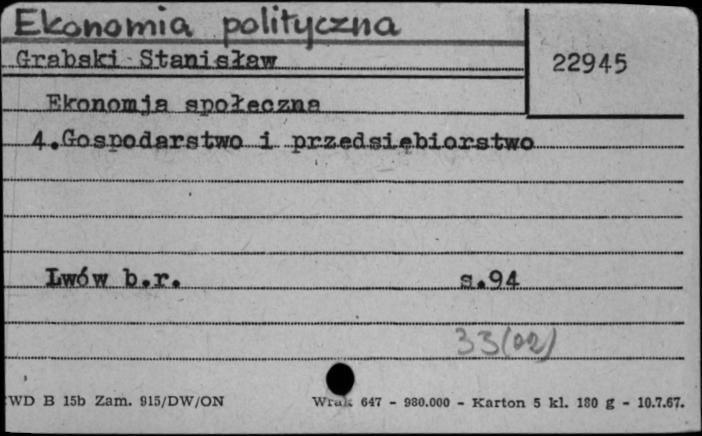 Ekonomia polityczna
Grabski Stanisław
22945
Ekonomja społeczna
4.Gospodarstwo i przedsiębiorstwo
Lwów b.r. s.94
33(02)
WD B 15b Zam. 915/DW/ON 647 - 980.000 - Karton 5 kl. 180 g - 10.7.67.